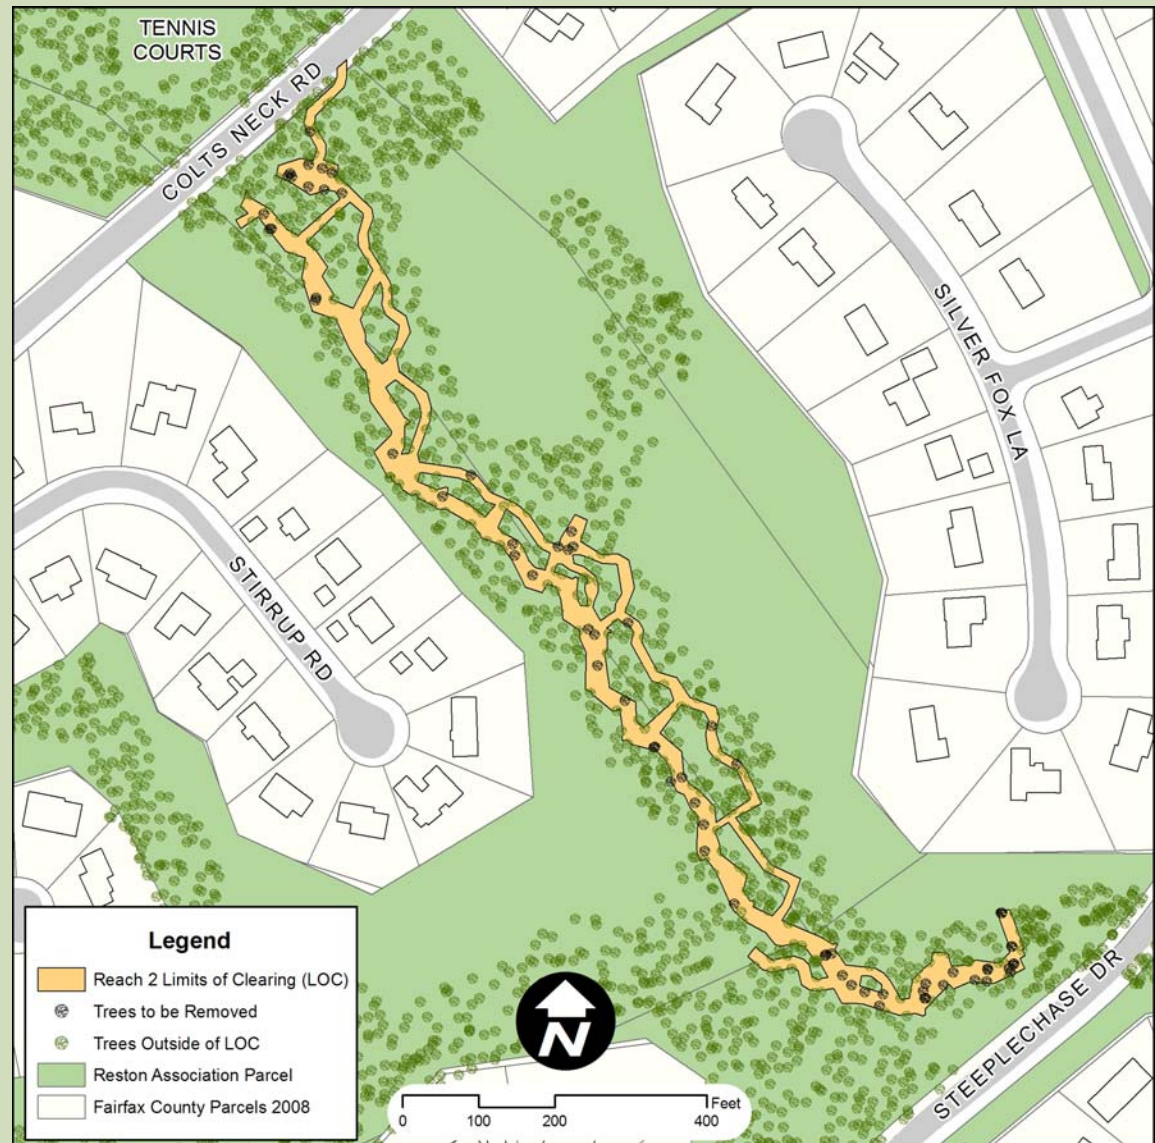 TENNIS
COURTS
COLTS NECK RD
SILVER FOX LA
STIRRUP RD
STEEPLECHASE DR
Legend
Reach 2 Limits of Clearing (LOC)
Trees to be Removed
Trees Outside of LOC
Reston Association Parcel
Fairfax County Parcels 2008
N
Feet
0 100 200 400